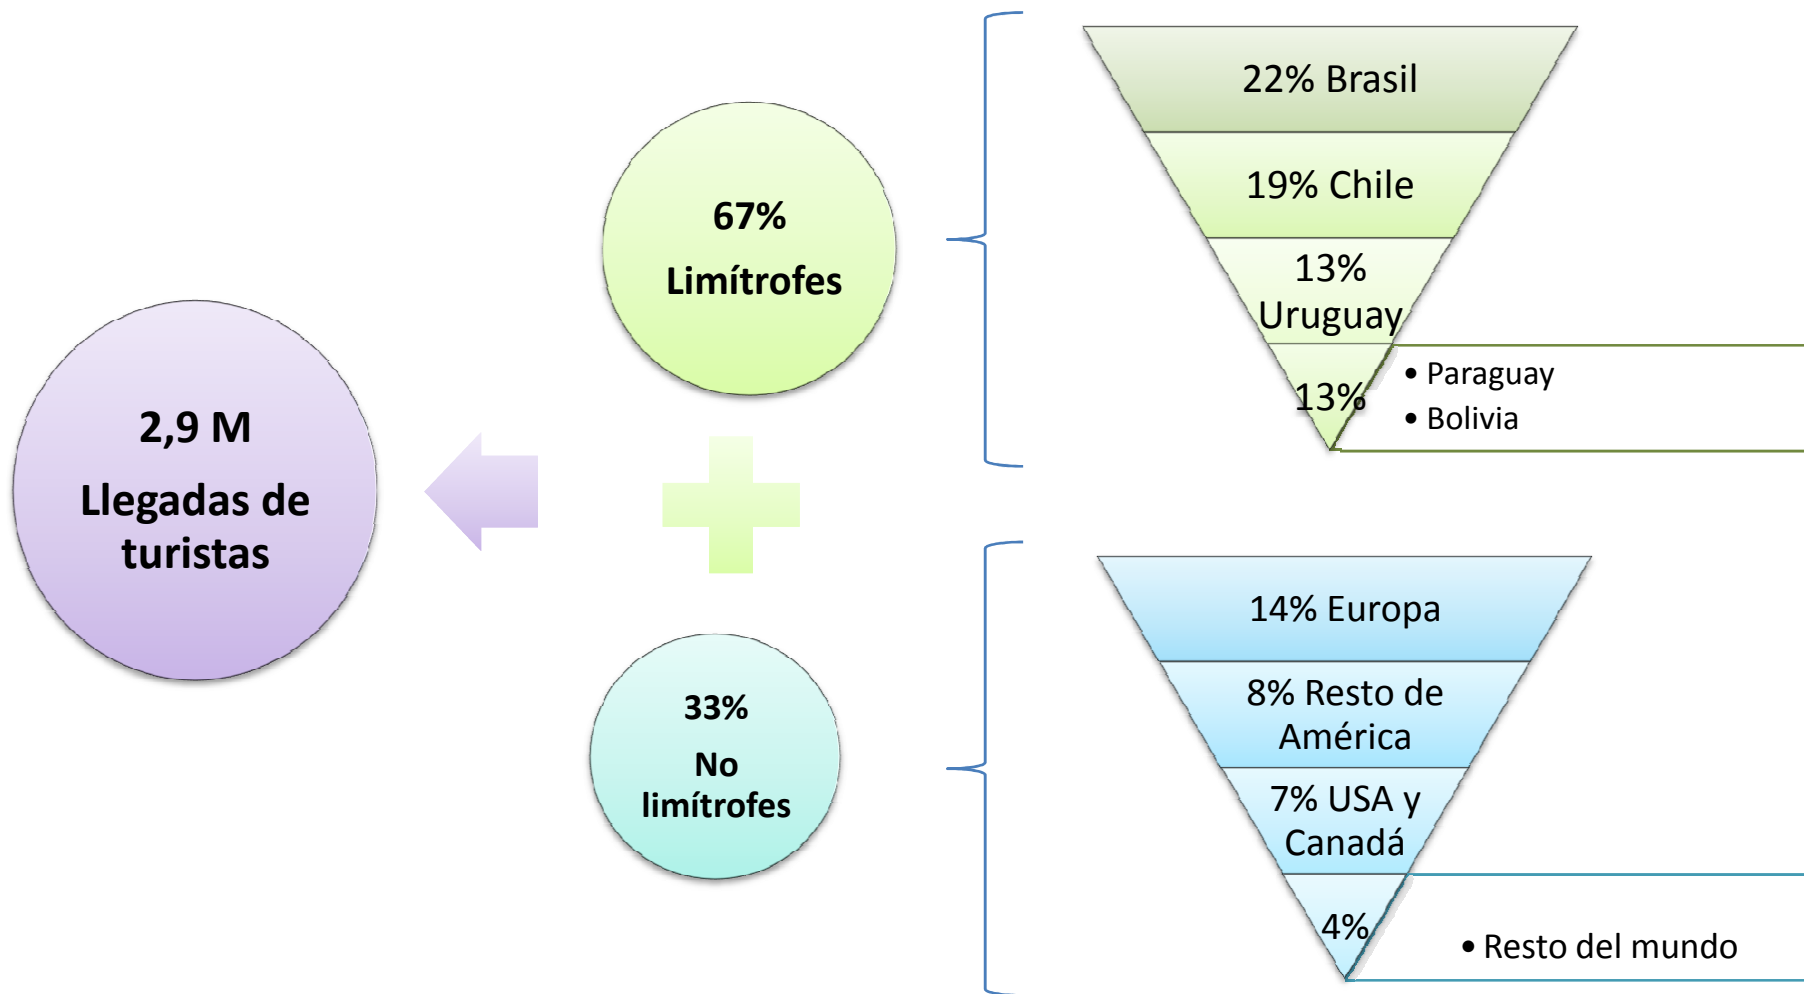 2,9 M
Llegadas de
turistas
67%
Limítrofes
33%
No
limítrofes
22% Brasil
19% Chile
13%
Uruguay
13%
• Paraguay
• Bolivia
14% Europa
8% Resto de
América
7% USA y
Canadá
4%
• Resto del mundo